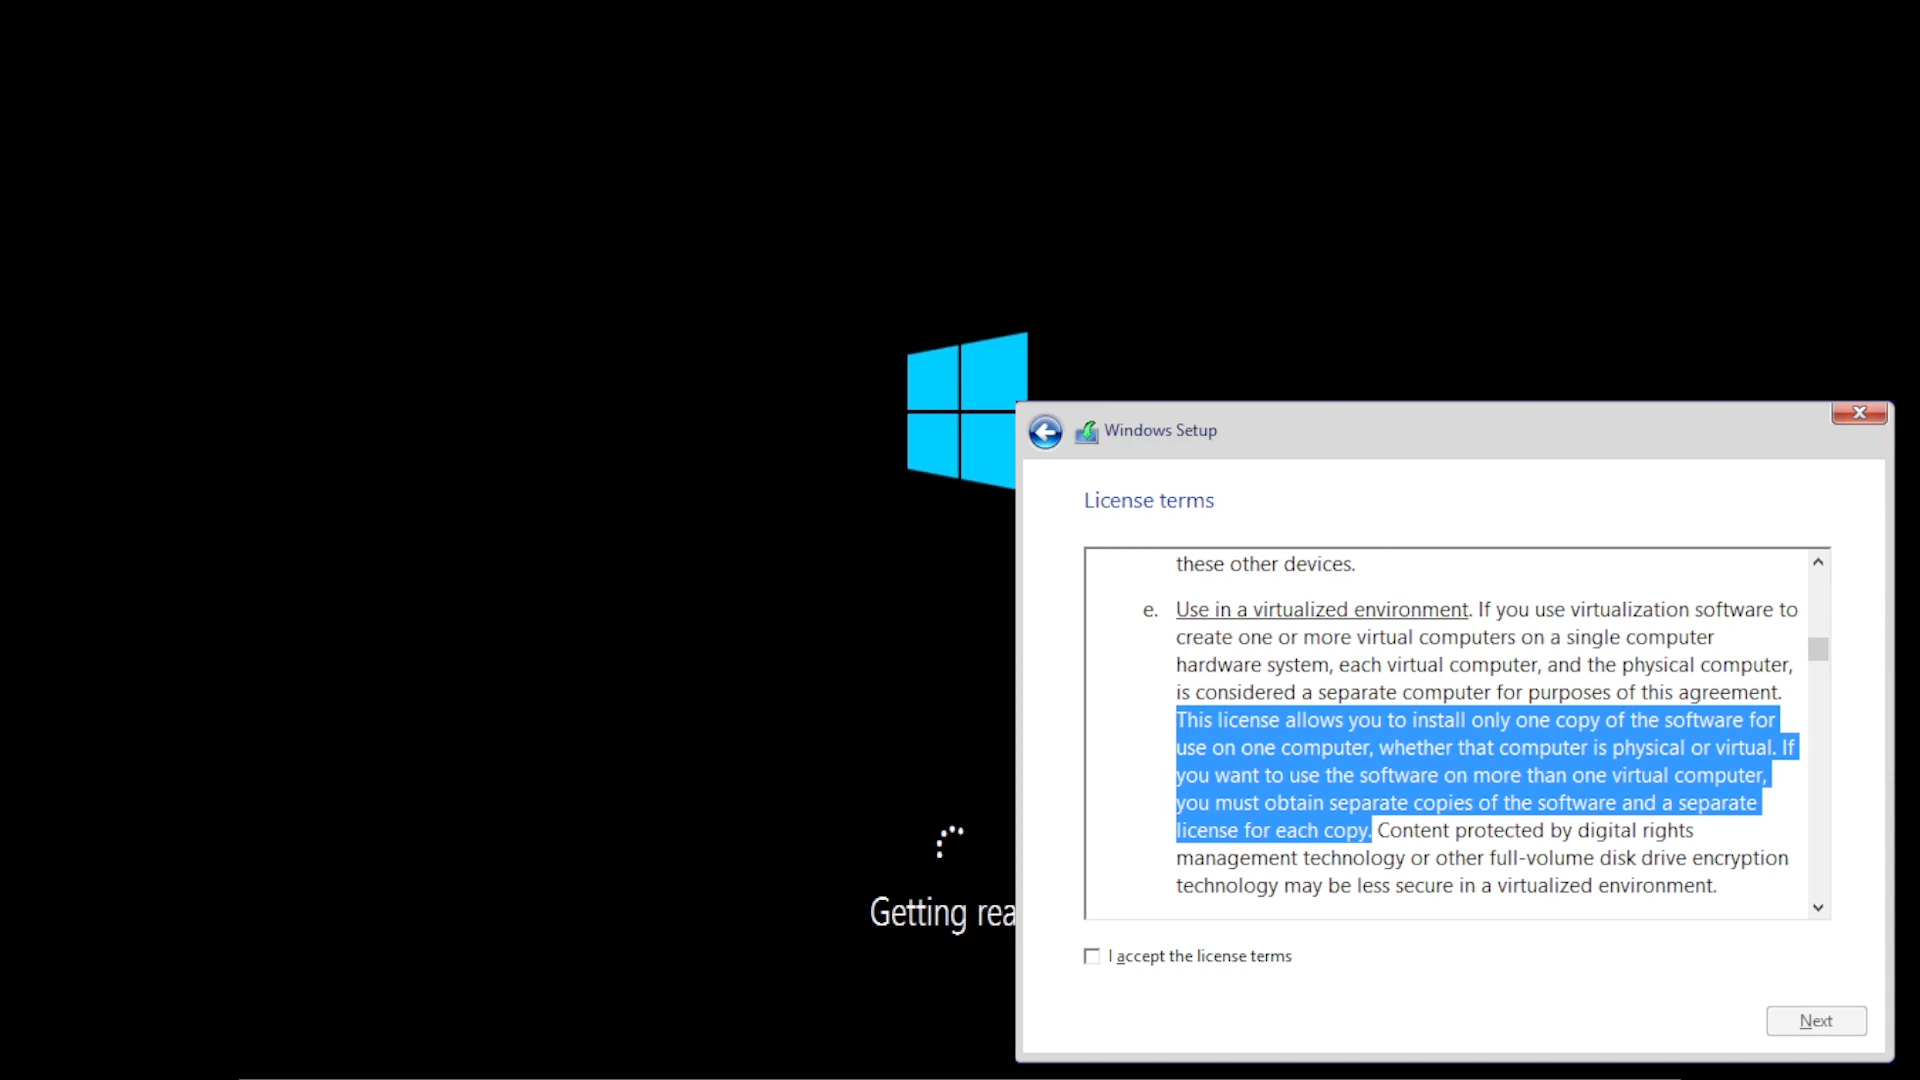 Windows Setup
License terms
these other devices.
e. Use in a virtualized environment. If you use virtualization software to
create one or more virtual computers on a single computer
hardware system, each virtual computer, and the physical computer,
is considered a separate computer for purposes of this agreement.
This license allows you to install only one copy of the software for
use on one computer, whether that computer is physical or virtual. If
you want to use the software on more than one virtual computer,
you must obtain separate copies of the software and a separate
license for each copy. Content protected by digital rights
management technology or other full-volume disk drive encryption
technology may be less secure in a virtualized environment.
Getting rea
I accept the license terms
Next